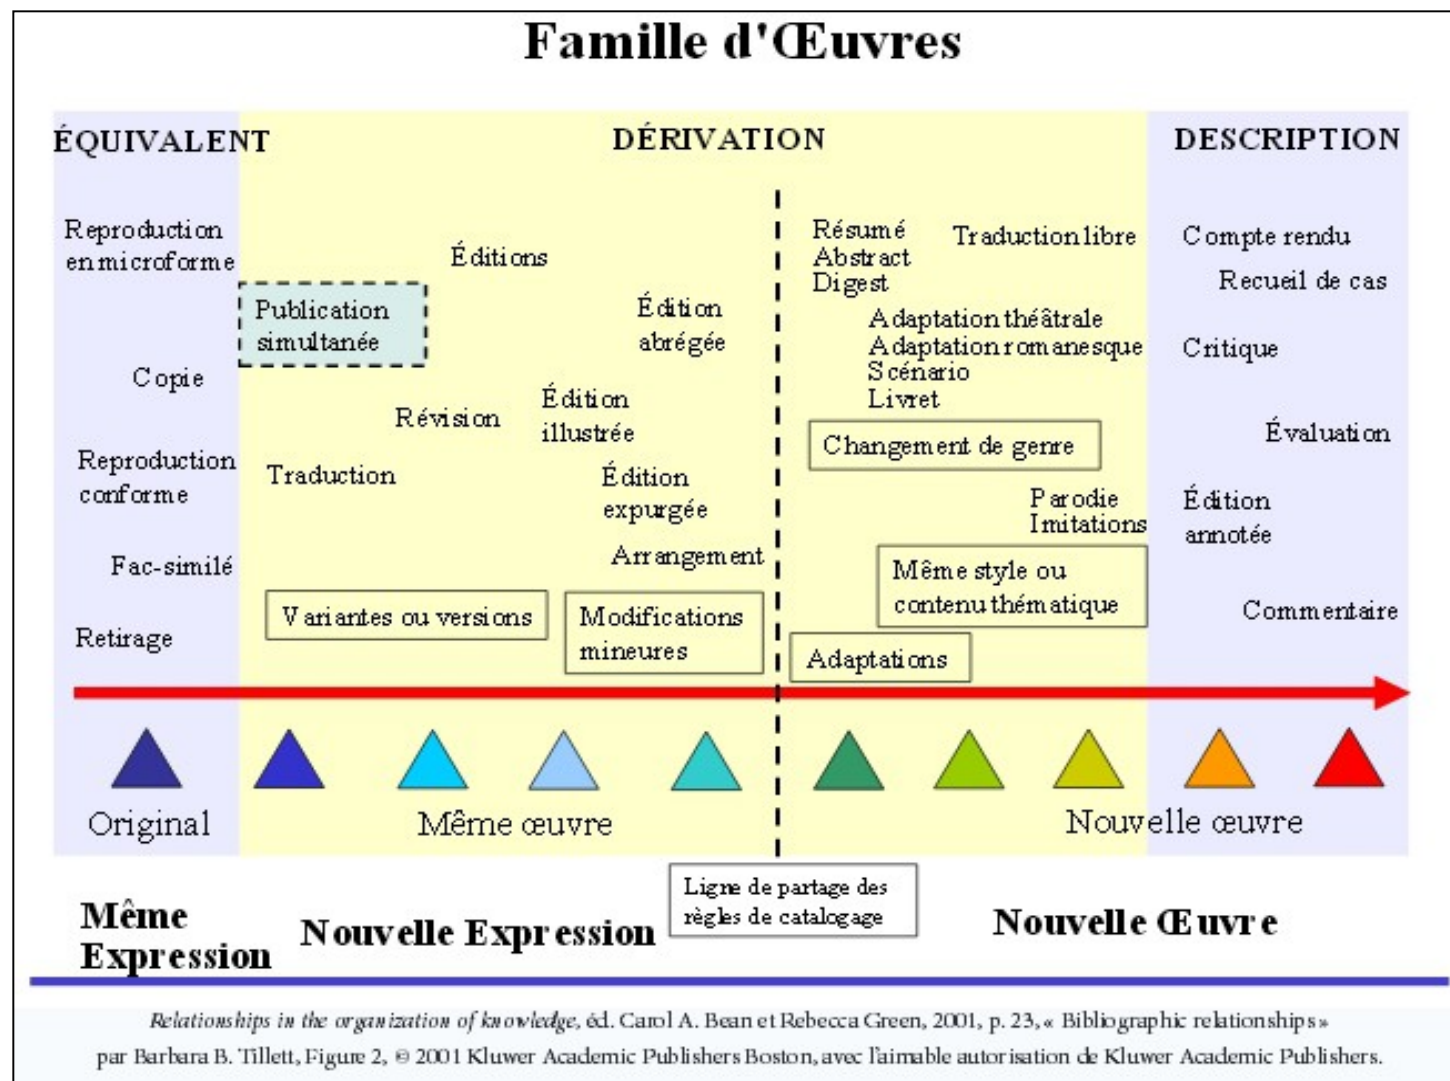 Famille d'Œuvres
ÉQUIVALENT
Reproduction
en microforme
Copie
Reproduction
conforme
Fac-similé
Retirage
DÉRIVATION
Éditions
Publication
simultanée
Édition
abrégée
Révision
Édition
illustrée
Traduction
Édition
expurgée
Arrangement
Variantes ou versions
Modifications
mineures
Résumé
Abstract
Digest
Traduction libre
Adaptation théâtrale
Adaptation romanesque
Scénario
Livret
Changement de genre
Parodie
Imitations
Même style ou
contenu thématique
Adaptations
DESCRIPTION
Compte rendu
Recueil de cas
Critique
Évaluation
Édition
annotée
Commentaire
Original
Même œuvre
Nouvelle œuvre
Ligne de partage des
règles de catalogage
Même
Expression
Nouvelle Expression
Nouvelle Œuvre
Relationships in the organization of knowledge, éd. Carol A. Bean et Rebecca Green, 2001, p. 23, « Bibliographic relationships »
par Barbara B. Tillett, Figure 2, © 2001 Kluwer Academic Publishers Boston, avec l'aimable autorisation de Kluwer Academic Publishers.